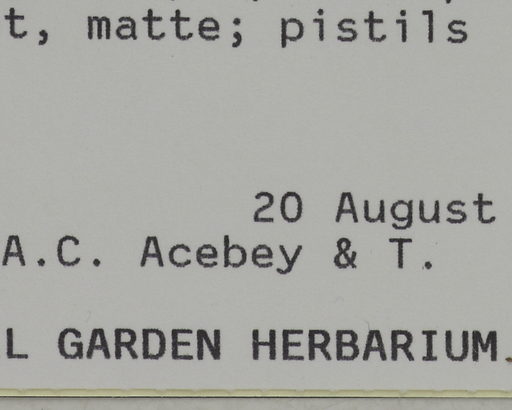 t, matte; pistils
20 August
A.C. Acebey & T.
L GARDEN HERBARIUM